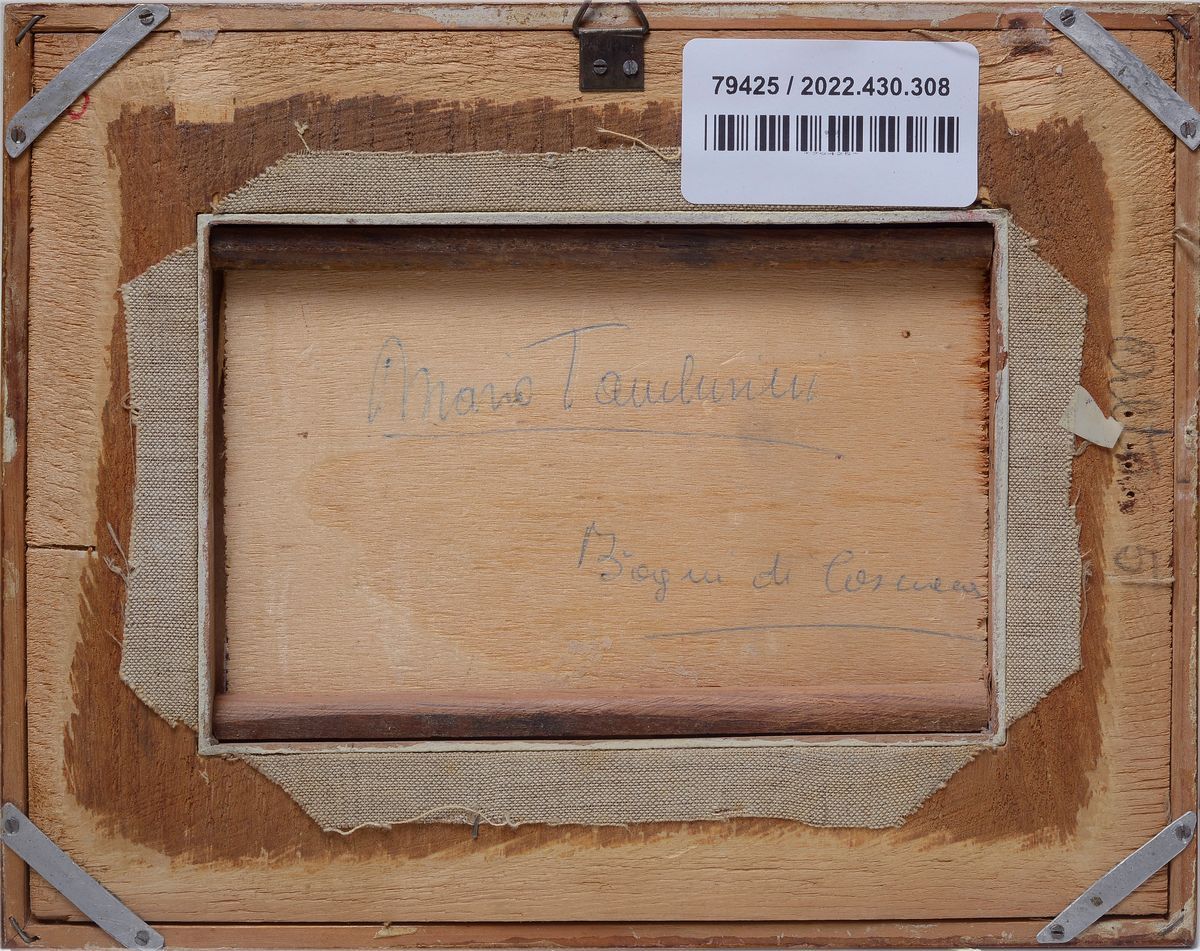 79425 / 2022.430.308
Mario Tamburini
Bagni di Casciana